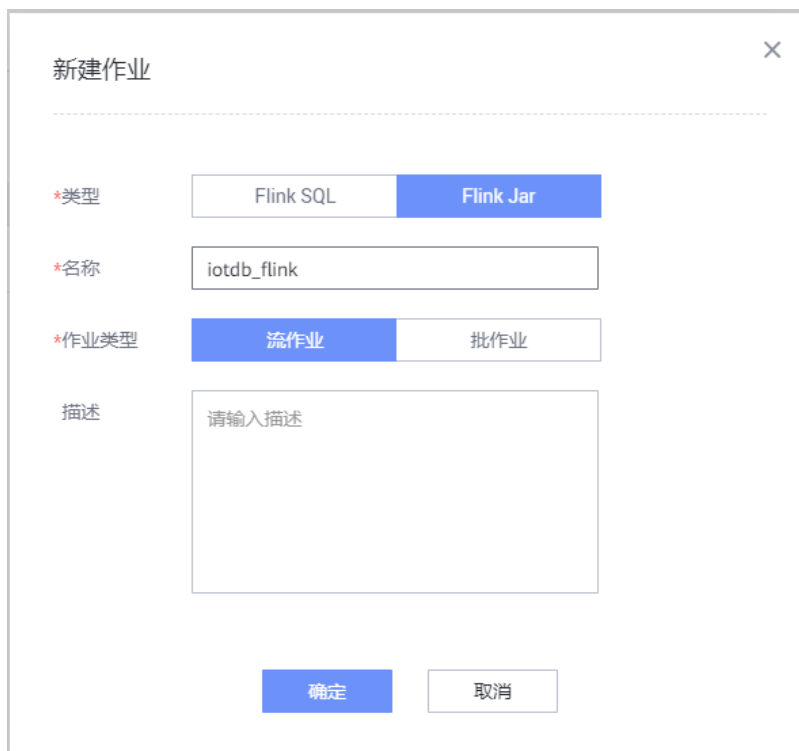 新建作业
*类型 Flink SQL Flink Jar
*名称 iotdb_flink
*作业类型 流作业 批作业
描述 请输入描述
确定 取消